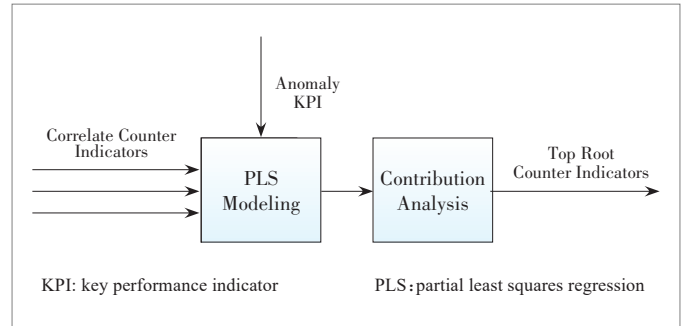 Anomaly
KPI
Correlate Counter
Indicators
PLS
Modeling
Contribution
Analysis
Top Root
Counter Indicators
KPI: key performance indicator
PLS:partial least squares regression